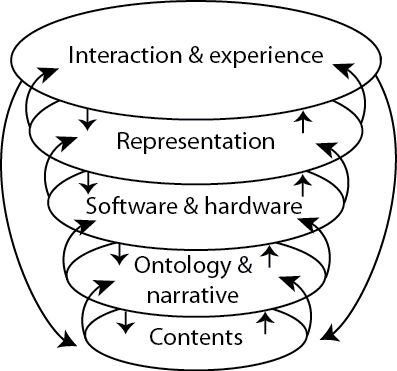 Interaction & experience
Representation
Software & hardware
Ontology &
narrative
Contents